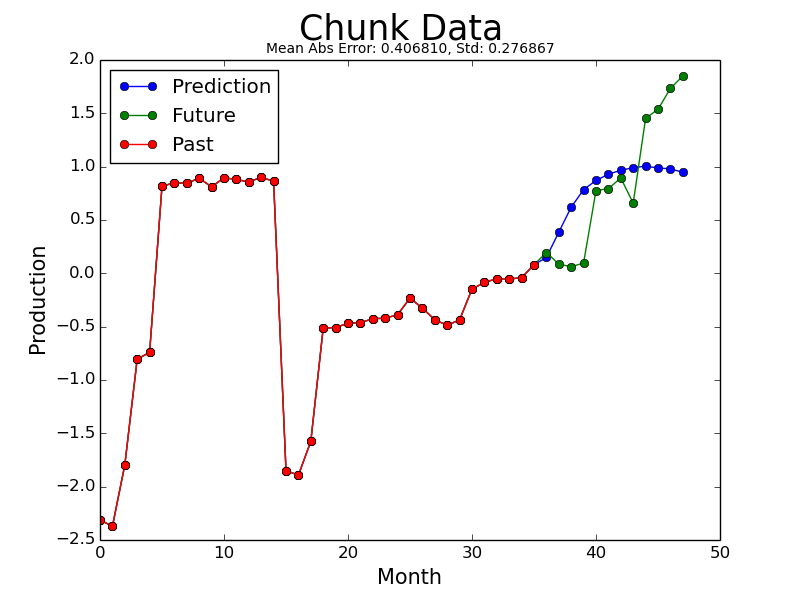 Chunk Data
Mean Abs Error: 0.406810, Std: 0.276867
Prediction
Future
Past
2.0
1.5
1.0
0.5
0.0
−0.5
−1.0
−1.5
−2.0
−2.5
Production
0 10 20 30 40 50
Month